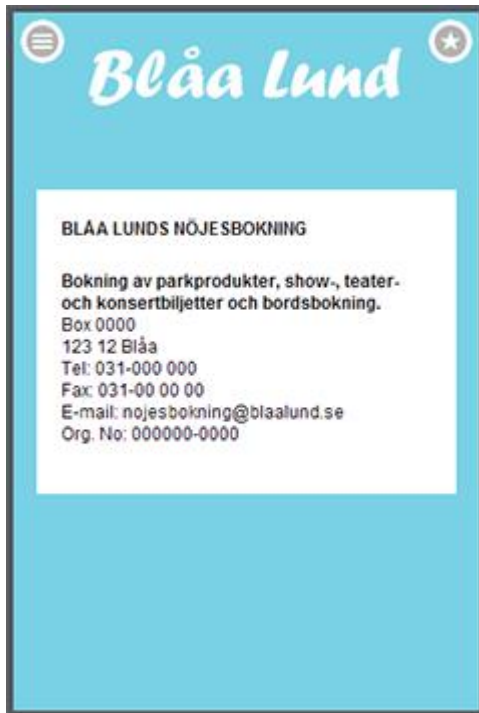 Blåa Lund
BLÅA LUNDS NÖJESBOKNING
Bokning av parkprodukter, show-, teater-
och konsertbiljetter och bordsbokning.
Box 0000
123 12 Blåa
Tel: 031-000 000
Fax: 031-00 00 00
E-mail: nojesbokning@blaalund.se
Org. No: 000000-0000